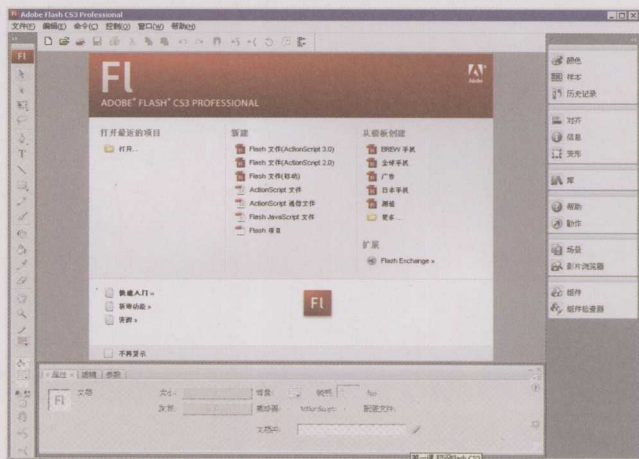 Adobe Flash CS3 Professional
文件(F) 编辑(E) 命令(C) 控制(O) 窗口(W) 帮助(H)
Fl
Fl
ADOBE® FLASH® CS3 PROFESSIONAL
Adobe
打开最近的项目
打开...
新建
Flash 文件(ActionScript 3.0)
Flash 文件(ActionScript 2.0)
Flash 文件(移动)
ActionScript 文件
ActionScript 通信文件
Flash JavaScript 文件
Flash 项目
从模板创建
BREW 手机
全球手机
广告
日本手机
测验
更多...
扩展
Flash Exchange »
快速入门 »
新增功能 »
资源 »
Fl
不再显示
颜色
样本
历史记录
对齐
信息
变形
库
帮助
动作
场景
影片浏览器
组件
组件检查器
属性 滤镜 参数
Fl
文档
大小:
背景:
fps
发布:
播放器:
ActionScript:
配置文件:
文档类: